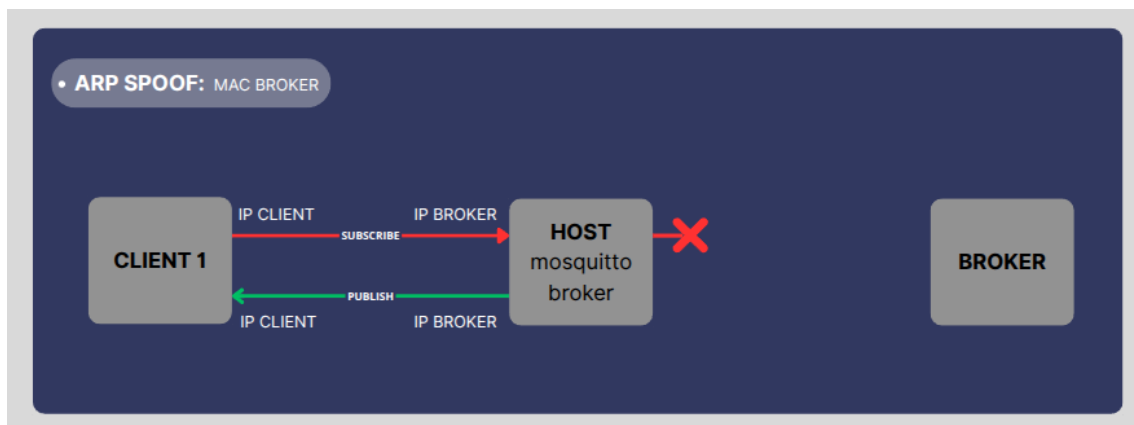 • ARP SPOOF: MAC BROKER
IP CLIENT
IP BROKER
SUBSCRIBE
CLIENT 1
HOST
mosquitto
broker
BROKER
PUBLISH
IP CLIENT
IP BROKER